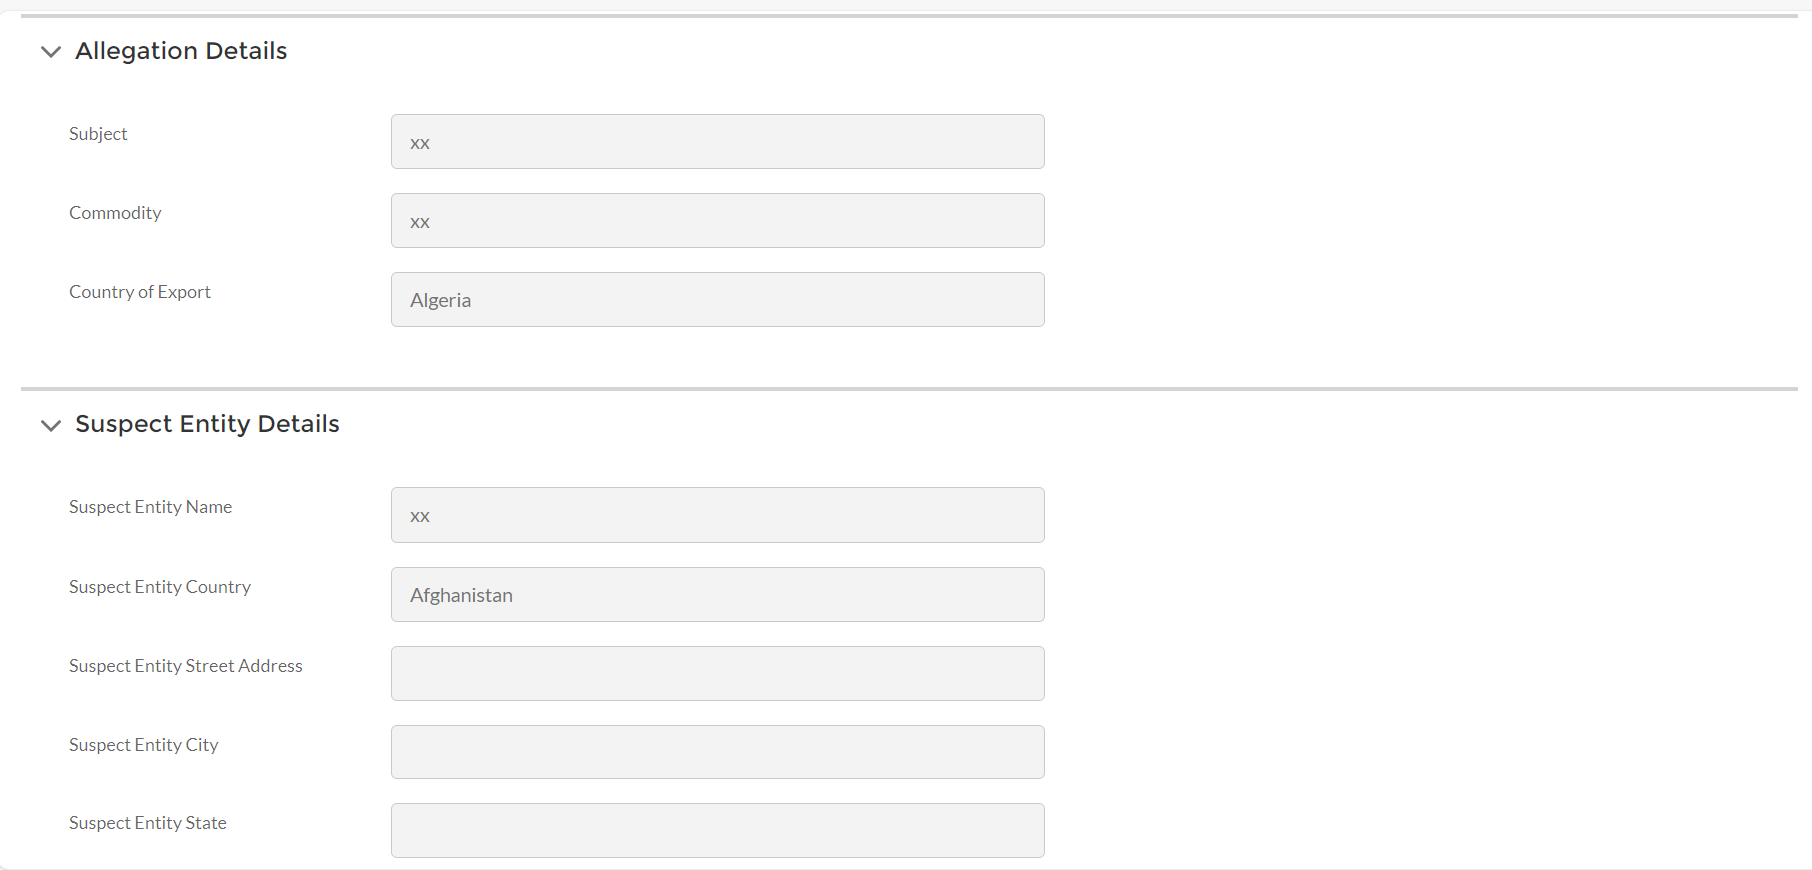 Allegation Details
Subject
xx
Commodity
xx
Country of Export
Algeria
Suspect Entity Details
Suspect Entity Name
xx
Suspect Entity Country
Afghanistan
Suspect Entity Street Address
Suspect Entity City
Suspect Entity State